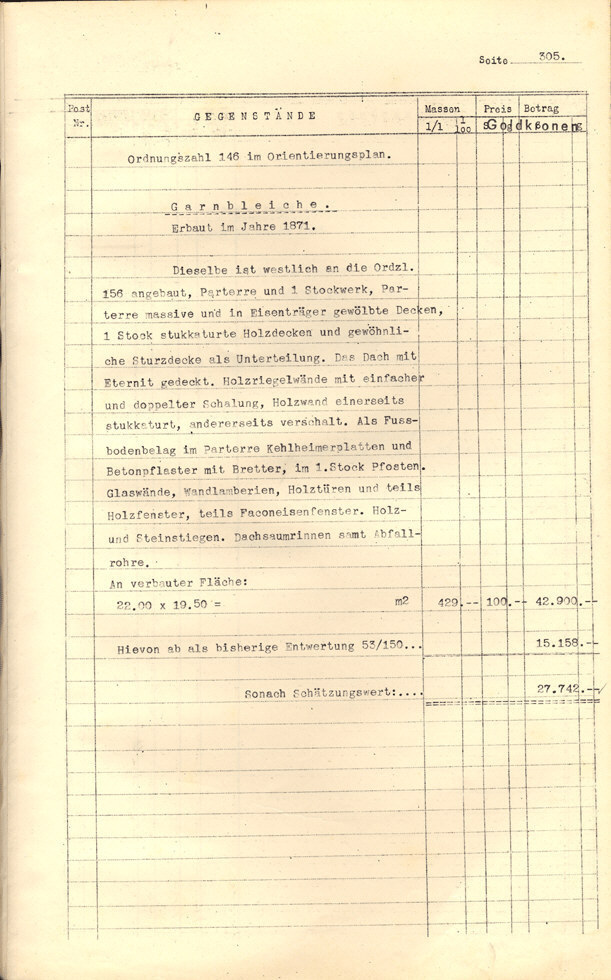 Seite 305.
Post Nr. GEGENSTÄNDE Massen Preis Betrag
1/1 1/100 Goldkronen
Ordnungszahl 146 im Orientierungsplan.
Garnbleiche.
Erbaut im Jahre 1871.
Dieselbe ist westlich an die Ordzl.
156 angebaut, Parterre und 1 Stockwerk, Par-
terre massive und in Eisenträger gewölbte Decken,
1 Stock stukkaturte Holzdecken und gewöhnli-
che Sturzdecke als Unterteilung. Das Dach mit
Eternit gedeckt. Holzriegelwände mit einfacher
und doppelter Schalung, Holzwand einerseits
stukkaturt, andererseits verschalt. Als Fuss-
bodenbelag im Parterre Kehlheimerplatten und
Betonpflaster mit Bretter, im 1.Stock Pfosten.
Glaswände, Wandlamberien, Holztüren und teils
Holzfenster, teils Faconeisenfenster. Holz-
und Steinstiegen. Dachsaumrinnen samt Abfall-
rohre.
An verbauter Fläche:
22.00 x 19.50 = m2 429.-- 100.-- 42.900.--
Hievon ab als bisherige Entwertung 53/150... 15.158.--
Sonach Schätzungswert:.... 27.742.--